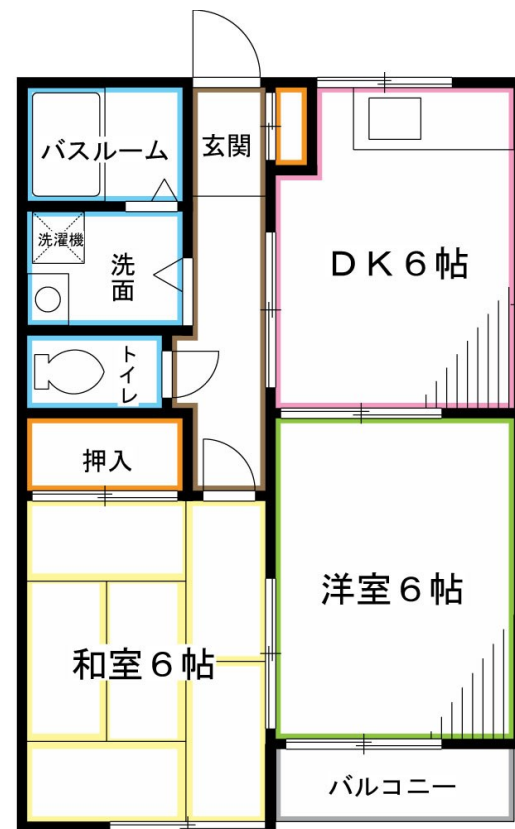 バスルーム
玄関
洗濯機
洗面
DK6帖
トイレ
押入
洋室6帖
和室6帖
バルコニー